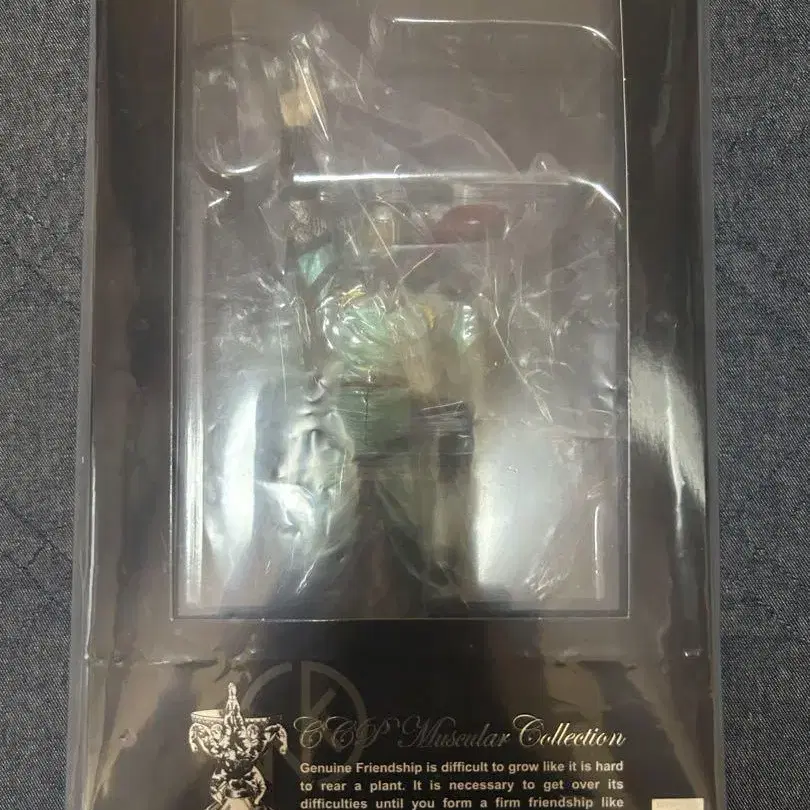 CCP Muscular Collection
Genuine Friendship is difficult to grow like it is hard
to rear a plant. It is necessary to get over its
difficulties until you form a firm friendship like